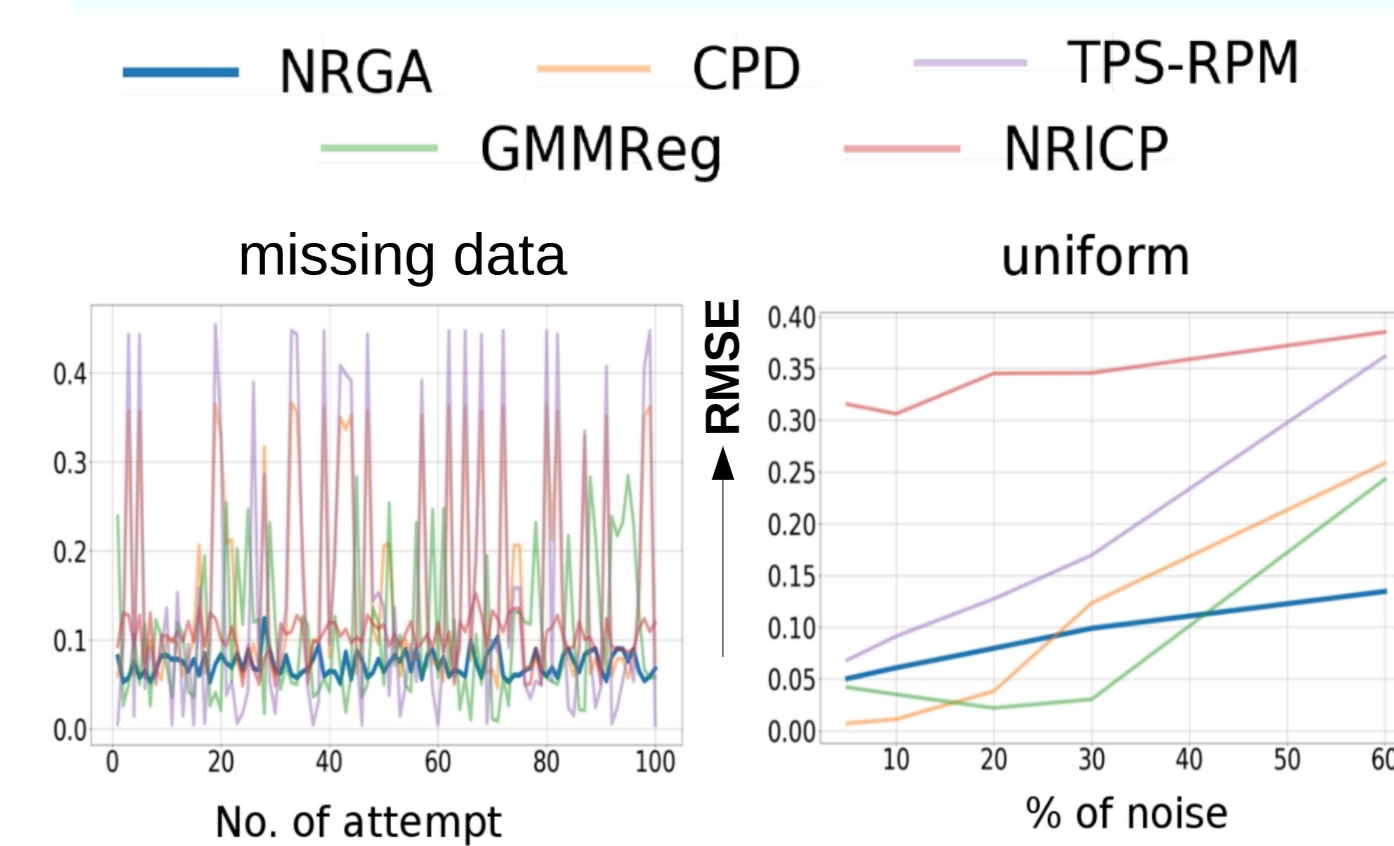 NRGA CPD TPS-RPM
GMMReg NRICP
missing data
0.4
0.3
0.2
0.1
0.0
0 20 40 60 80 100
No. of attempt
RMSE
uniform
0.40
0.35
0.30
0.25
0.20
0.15
0.10
0.05
0.00
10 20 30 40 50 60
% of noise